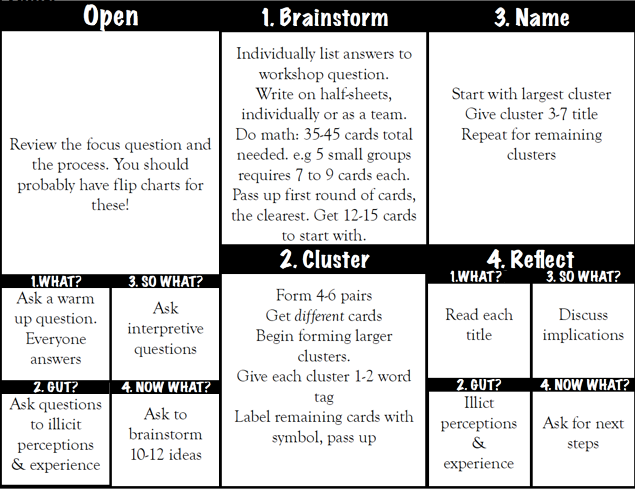 Open
Review the focus question and
the process. You should
probably have flip charts for
these!
1.WHAT?
Ask a warm
up question.
Everyone
answers
3. SO WHAT?
Ask
interpretive
questions
2. GUT?
Ask questions
to illicit
perceptions
& experience
4. NOW WHAT?
Ask to
brainstorm
10-12 ideas
1. Brainstorm
Individually list answers to
workshop question.
Write on half-sheets,
individually or as a team.
Do math: 35-45 cards total
needed. e.g 5 small groups
requires 7 to 9 cards each.
Pass up first round of cards,
the clearest. Get 12-15 cards
to start with.
2. Cluster
Form 4-6 pairs
Get different cards
Begin forming larger
clusters.
Give each cluster 1-2 word
tag
Label remaining cards with
symbol, pass up
3. Name
Start with largest cluster
Give cluster 3-7 title
Repeat for remaining
clusters
4. Reflect
1.WHAT?
Read each
title
3. SO WHAT?
Discuss
implications
2. GUT?
Illict
perceptions
&
experience
4. NOW WHAT?
Ask for next
steps